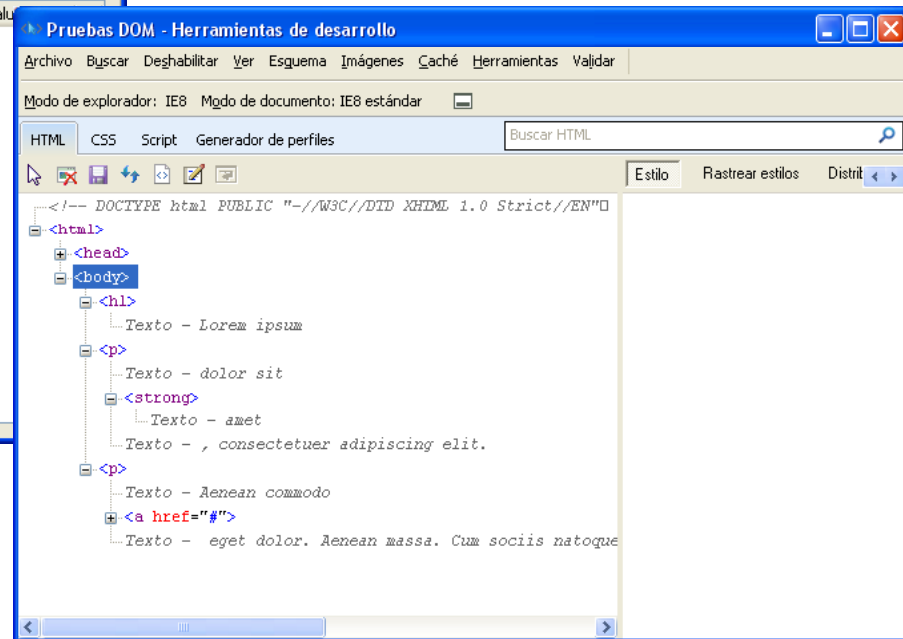 alu
Pruebas DOM - Herramientas de desarrollo
Archivo Buscar Deshabilitar Ver Esquema Imágenes Caché Herramientas Validar
Modo de explorador: IE8 Modo de documento: IE8 estándar
HTML CSS Script Generador de perfiles Buscar HTML
Estilo Rastrear estilos Distrib
<!-- DOCTYPE html PUBLIC "-//W3C//DTD XHTML 1.0 Strict//EN"
<html>
<head>
<body>
<h1>
Texto - Lorem ipsum
<p>
Texto - dolor sit
<strong>
Texto - amet
Texto - , consectetuer adipiscing elit.
<p>
Texto - Aenean commodo
<a href="#">
Texto - eget dolor. Aenean massa. Cum sociis natoque